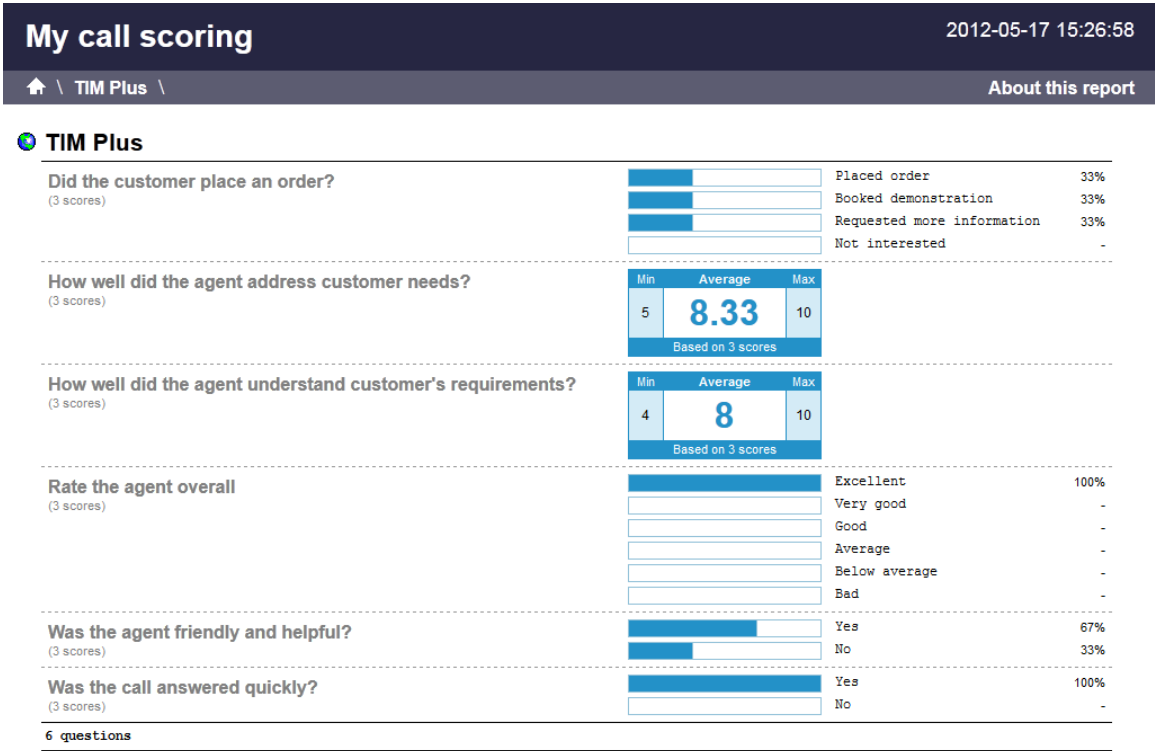 My call scoring
2012-05-17 15:26:58
\ TIM Plus \
About this report
TIM Plus
Did the customer place an order?
(3 scores)
Placed order 33%
Booked demonstration 33%
Requested more information 33%
Not interested -
How well did the agent address customer needs?
(3 scores)
Min Average Max
5 8.33 10
Based on 3 scores
How well did the agent understand customer's requirements?
(3 scores)
Min Average Max
4 8 10
Based on 3 scores
Rate the agent overall
(3 scores)
Excellent 100%
Very good -
Good -
Average -
Below average -
Bad -
Was the agent friendly and helpful?
(3 scores)
Yes 67%
No 33%
Was the call answered quickly?
(3 scores)
Yes 100%
No -
6 questions